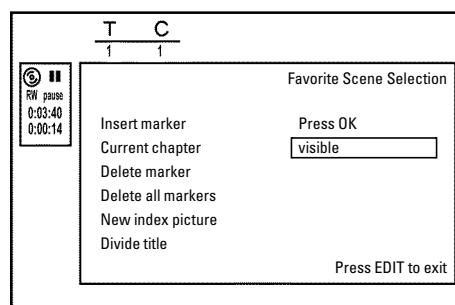 T C
1 1
RW pause
0:03:40
0:00:14
Favorite Scene Selection
Insert marker Press OK
Current chapter visible
Delete marker
Delete all markers
New index picture
Divide title
Press EDIT to exit